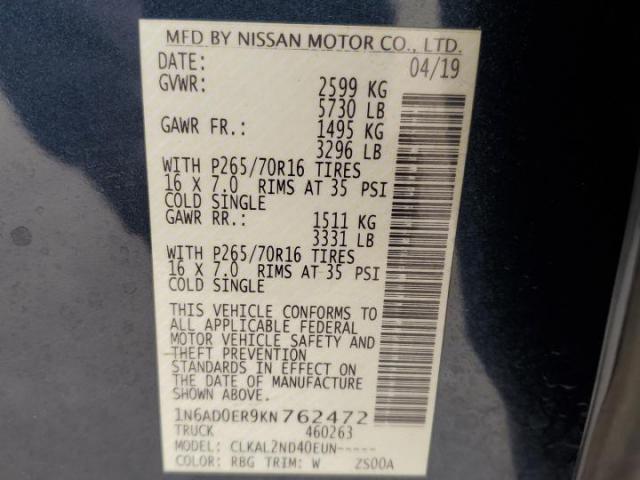 MFD BY NISSAN MOTOR CO., LTD.
DATE: 04/19
GVWR: 2599 KG
5730 LB
GAWR FR.: 1495 KG
3296 LB
WITH P265/70R16 TIRES
16 X 7.0 RIMS AT 35 PSI
COLD SINGLE
GAWR RR.: 1511 KG
3331 LB
WITH P265/70R16 TIRES
16 X 7.0 RIMS AT 35 PSI
COLD SINGLE
THIS VEHICLE CONFORMS TO
ALL APPLICABLE FEDERAL
MOTOR VEHICLE SAFETY AND
THEFT PREVENTION
STANDARDS IN EFFECT ON
THE DATE OF MANUFACTURE
SHOWN ABOVE.
1N6AD0ER9KN762472
TRUCK 460263
MODEL: CLKAL2ND40EUN-----
COLOR: RBG TRIM: W ZS00A